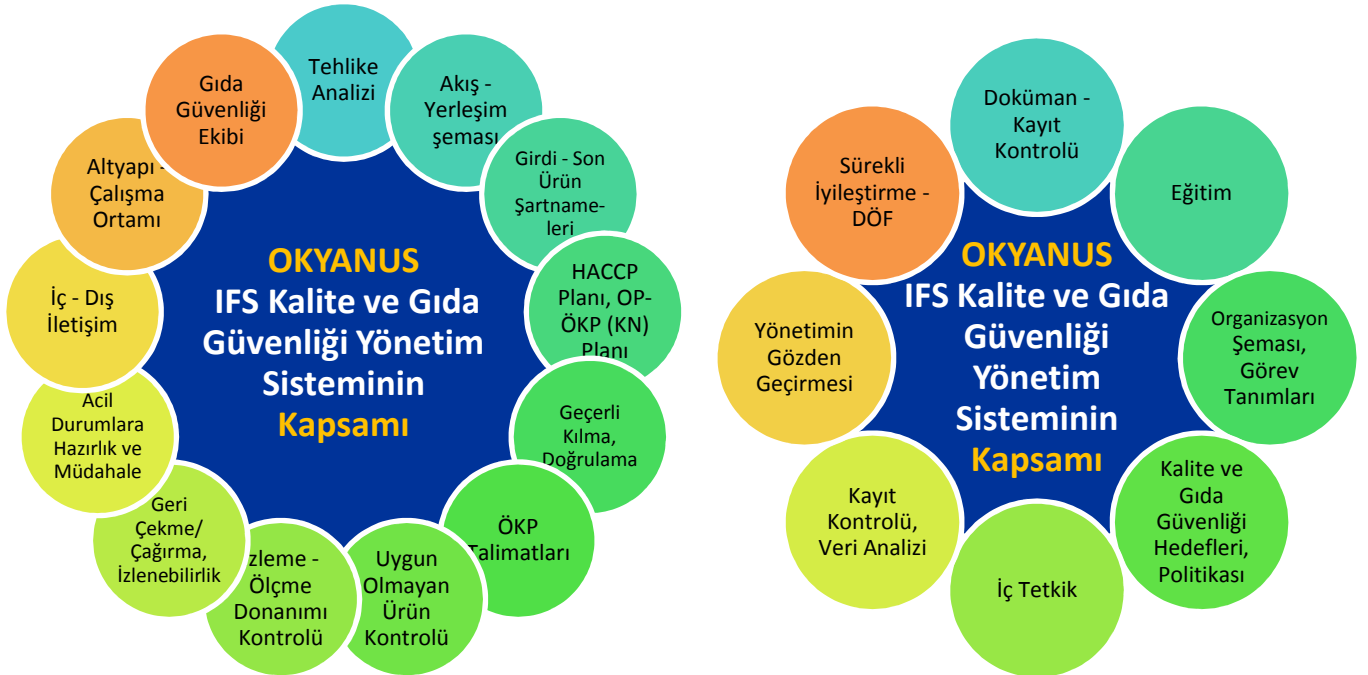 Tehlike
Analizi
Akış -
Yerleşim
şeması
Girdi - Son
Ürün
Şartname-
leri
HACCP
Planı, OP-
ÖKP (KN)
Planı
Geçerli
Kılma,
Doğrulama
ÖKP
Talimatları
Uygun
Olmayan
Ürün
Kontrolü
zleme -
Ölçme
Donanımı
Kontrolü
Geri
Çekme/
Çağırma,
İzlenebilirlik
Acil
Durumlara
Hazırlık ve
Müdahale
İç - Dış
İletişim
Altyapı -
Çalışma
Ortamı
Gıda
Güvenliği
Ekibi
OKYANUS
IFS Kalite ve Gıda
Güvenliği Yönetim
Sisteminin
Kapsamı
Doküman -
Kayıt
Kontrolü
Eğitim
Organizasyon
Şeması,
Görev
Tanımları
Kalite ve
Gıda
Güvenliği
Hedefleri,
Politikası
İç Tetkik
Kayıt
Kontrolü,
Veri Analizi
Yönetimin
Gözden
Geçirmesi
Sürekli
İyileştirme -
DÖF
OKYANUS
IFS Kalite ve Gıda
Güvenliği
Yönetim
Sisteminin
Kapsamı